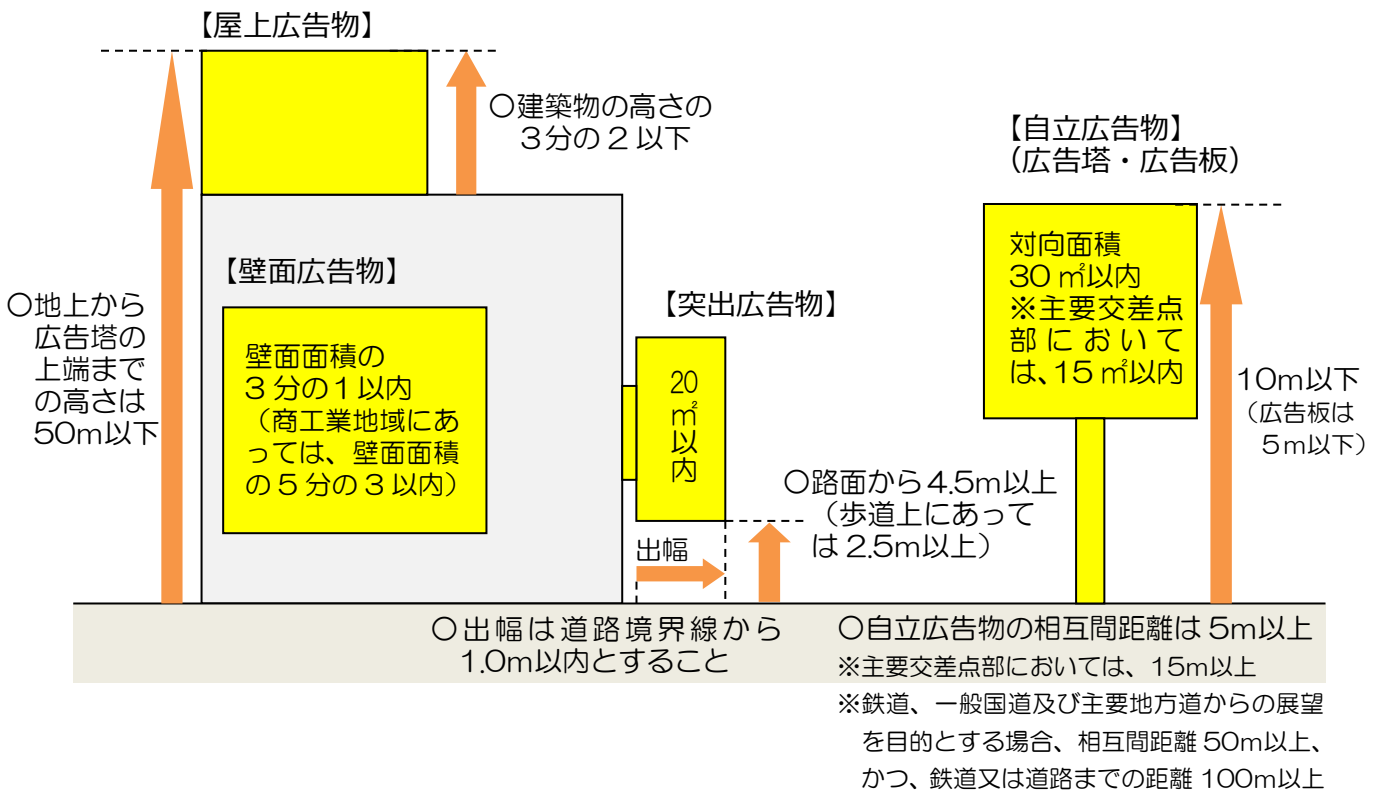 【屋上広告物】
〇建築物の高さの
３分の２以下
〇地上から
広告塔の
上端まで
の高さは
50m以下
【壁面広告物】
壁面面積の
３分の１以内
（商工業地域にあ
っては、壁面面積
の５分の３以内）
【突出広告物】
20㎡以内
〇路面から4.5m以上
（歩道上にあって
は2.5m以上）
出幅
〇出幅は道路境界線から
1.0m以内とすること
【自立広告物】
（広告塔・広告板）
対向面積
30㎡以内
※主要交差点
部において
は、15㎡以内
10m以下
（広告板は
5m以下）
〇自立広告物の相互間距離は5m以上
※主要交差点部においては、15m以上
※鉄道、一般国道及び主要地方道からの展望
を目的とする場合、相互間距離50m以上、
かつ、鉄道又は道路までの距離100m以上